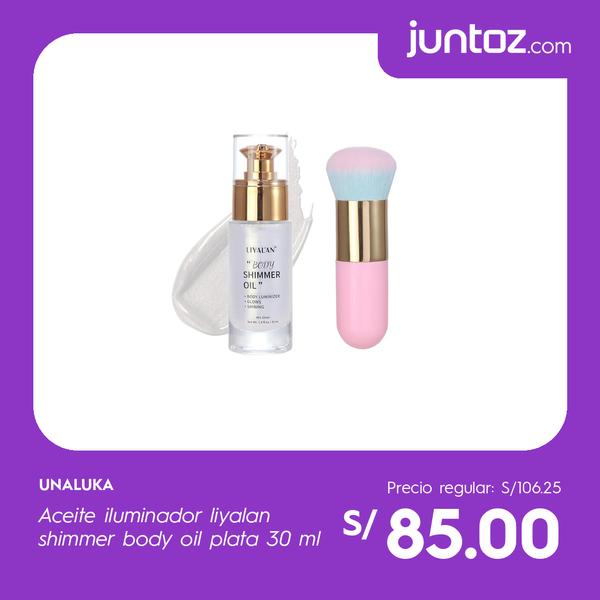 juntoz.com
LIYALAN
"BODY
SHIMMER
OIL"
• BODY LUMINIZER
• GLOWS
• SHINING
UNALUKA
Precio regular: S/106.25
Aceite iluminador liyalan
shimmer body oil plata 30 ml
S/85.00